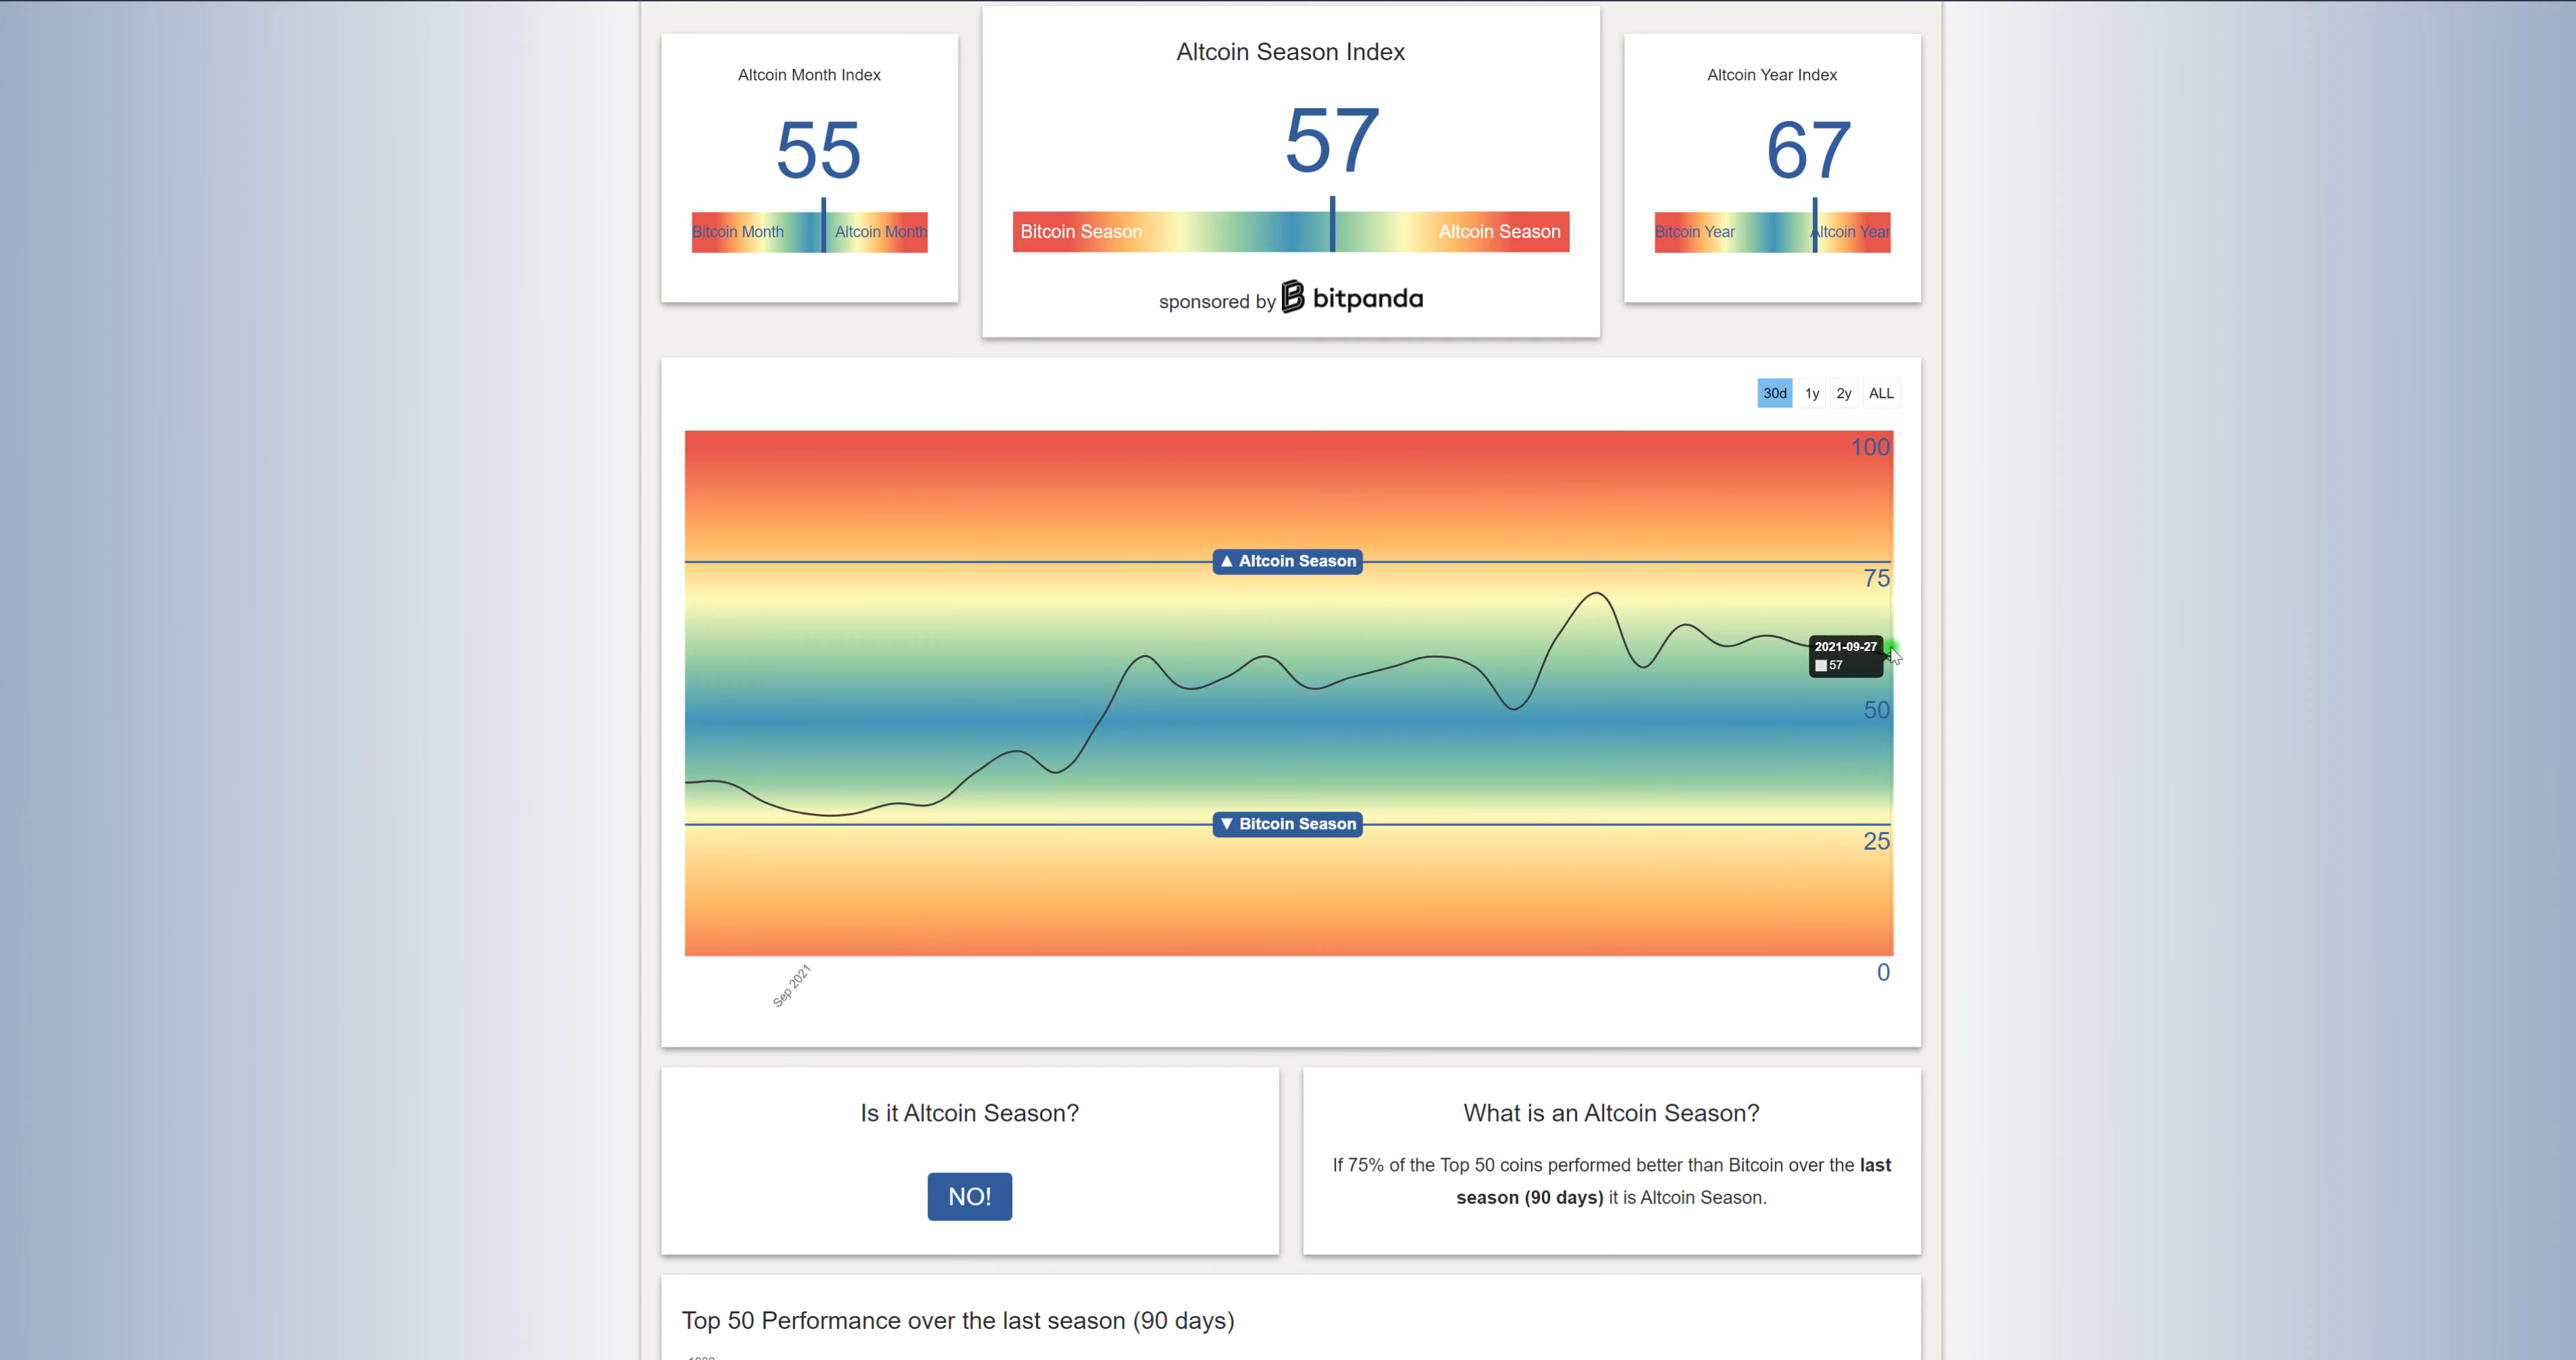 Altcoin Month Index
55
Bitcoin Month
Altcoin Month
Altcoin Season Index
57
Bitcoin Season
Altcoin Season
sponsored by bitpanda
Altcoin Year Index
67
Bitcoin Year
Altcoin Year
30d
1y
2y
ALL
100
▲ Altcoin Season
75
2021-09-27
57
50
▼ Bitcoin Season
25
0
Sep 2021
Is it Altcoin Season?
NO!
What is an Altcoin Season?
If 75% of the Top 50 coins performed better than Bitcoin over the last
season (90 days) it is Altcoin Season.
Top 50 Performance over the last season (90 days)